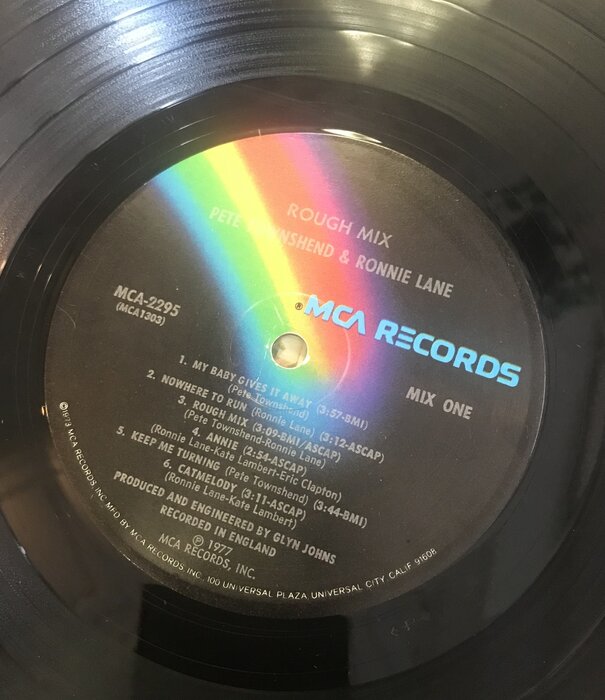 ROUGH MIX
PETE TOWNSHEND & RONNIE LANE
MCA-2295
(MCA1303)
® MCA RECORDS
MIX ONE
1. MY BABY GIVES IT AWAY (3:57-BMI)
(Pete Townshend)
2. NOWHERE TO RUN (Ronnie Lane) (3:12-ASCAP)
3. ROUGH MIX (3:09-BMI/ASCAP)
(Pete Townshend-Ronnie Lane)
4. ANNIE (2:54-ASCAP)
(Ronnie Lane-Kate Lambert-Eric Clapton)
5. KEEP ME TURNING (Pete Townshend) (3:44-BMI)
6. CATMELODY (3:11-ASCAP)
(Ronnie Lane-Kate Lambert)
PRODUCED AND ENGINEERED BY GLYN JOHNS
RECORDED IN ENGLAND
℗ 1977
MCA RECORDS, INC.
©1973 MCA RECORDS, INC. MFD BY MCA RECORDS INC., 100 UNIVERSAL PLAZA, UNIVERSAL CITY, CALIF. 91608